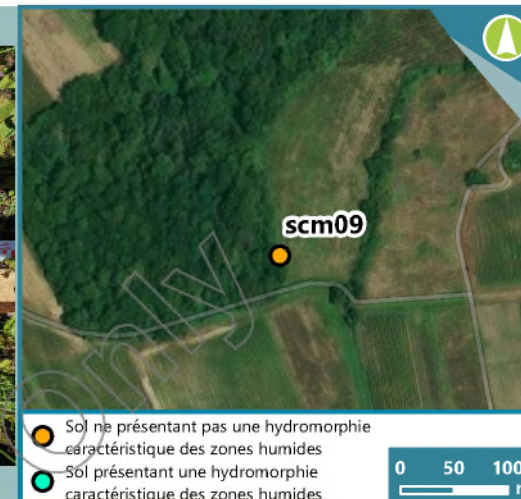 scm09
Sol ne présentant pas une hydromorphie
caractéristique des zones humides
Sol présentant une hydromorphie
caractéristique des zones humides
0 50 100
only